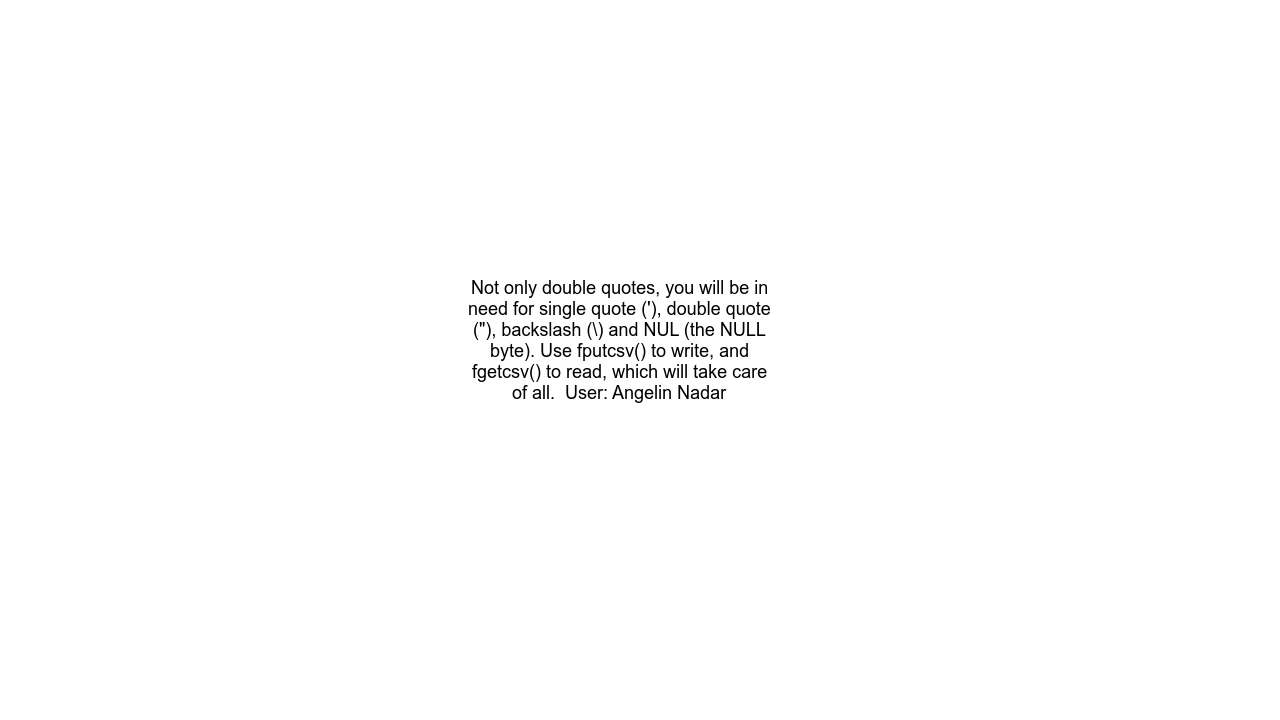 Not only double quotes, you will be in
need for single quote ('), double quote
("), backslash (\) and NUL (the NULL
byte). Use fputcsv() to write, and
fgetcsv() to read, which will take care
of all.  User: Angelin Nadar